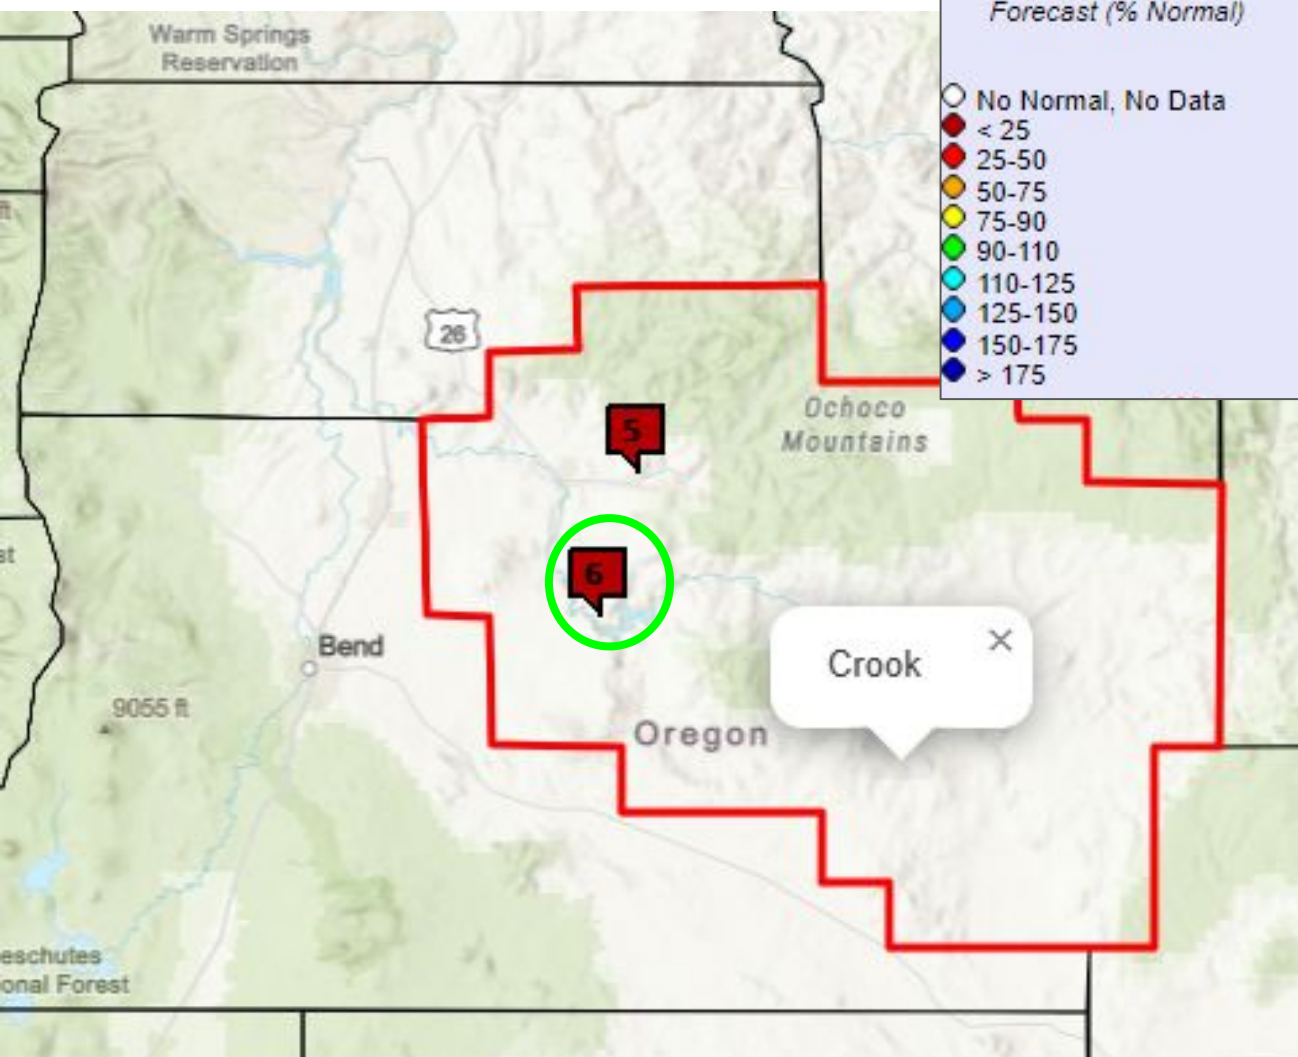 Forecast (% Normal)
No Normal, No Data
< 25
25-50
50-75
75-90
90-110
110-125
125-150
150-175
> 175
Warm Springs
Reservation
ft
26
Ochoco
Mountains
5
st
6
Bend
Crook
×
9055 ft
Oregon
eschutes
onal Forest